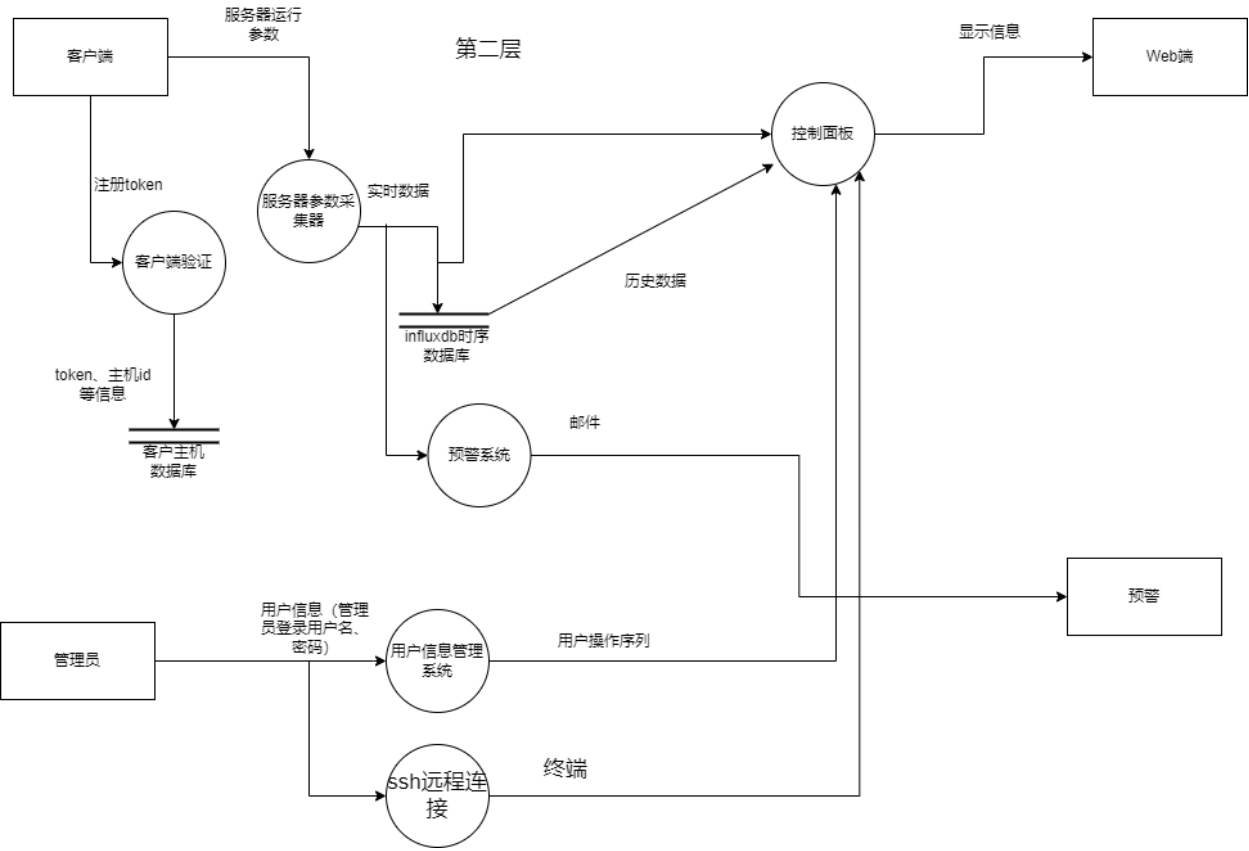 服务器运行
参数
第二层
显示信息
客户端
Web端
控制面板
注册token
服务器参数采
集器
实时数据
客户端验证
历史数据
influxdb时序
数据库
token、主机id
等信息
邮件
客户主机
数据库
预警系统
预警
用户信息（管理
员登录用户名、
密码）
管理员
用户信息管理
系统
用户操作序列
终端
ssh远程连
接